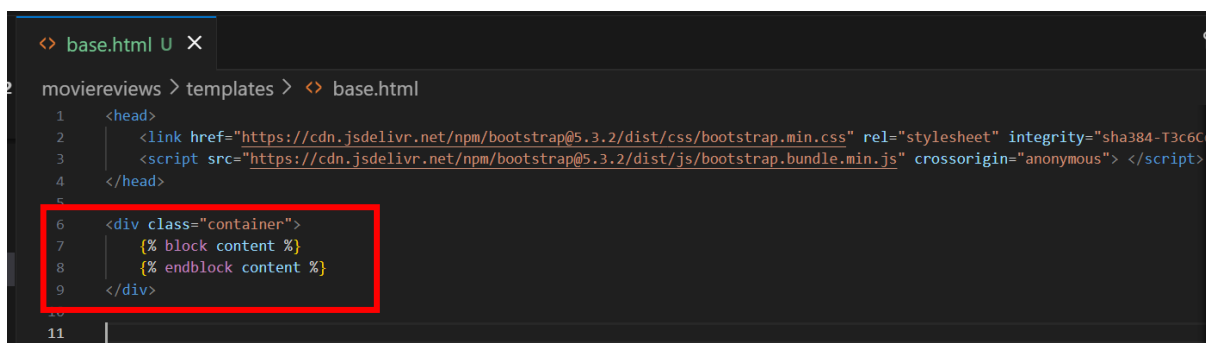 <> base.html U X
2
moviereviews > templates > <> base.html
1 <head>
2 <link href="https://cdn.jsdelivr.net/npm/bootstrap@5.3.2/dist/css/bootstrap.min.css" rel="stylesheet" integrity="sha384-T3c6C
3 <script src="https://cdn.jsdelivr.net/npm/bootstrap@5.3.2/dist/js/bootstrap.bundle.min.js" crossorigin="anonymous"> </script>
4 </head>
5
6 <div class="container">
7 {% block content %}
8 {% endblock content %}
9 </div>
10
11